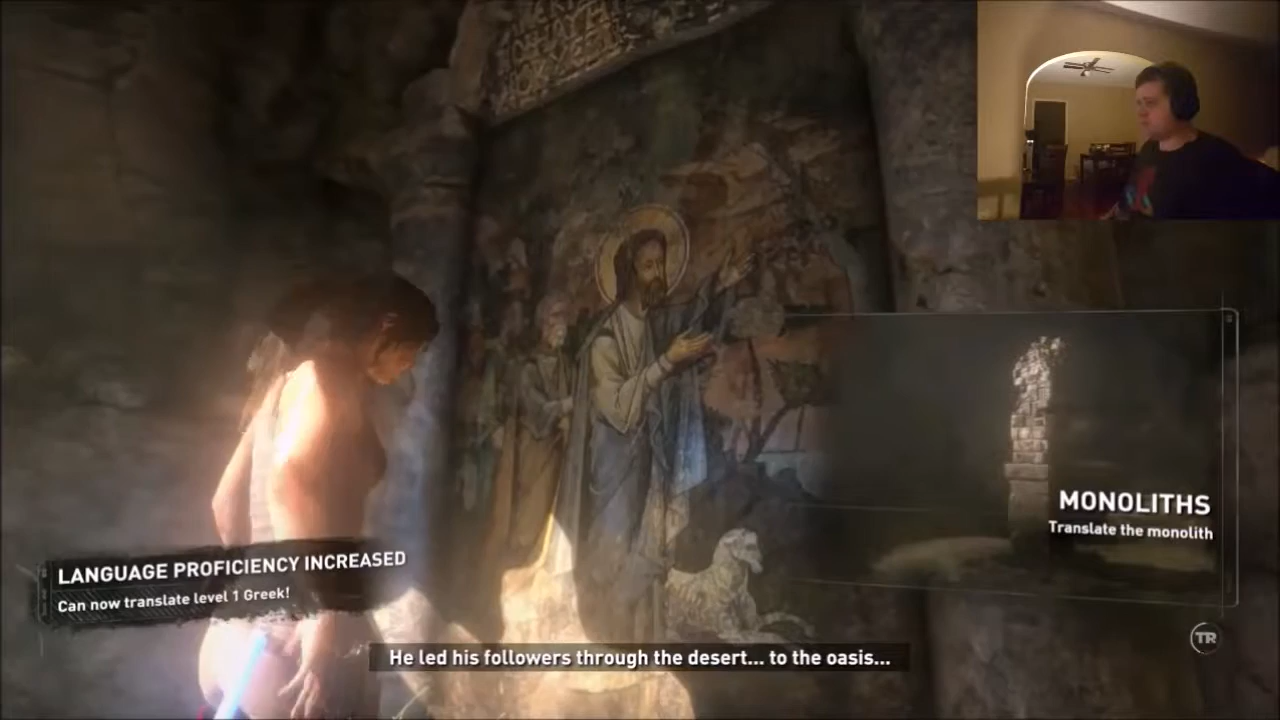 LANGUAGE PROFICIENCY INCREASED
Can now translate level 1 Greek!
MONOLITHS
Translate the monolith
TR
He led his followers through the desert... to the oasis...